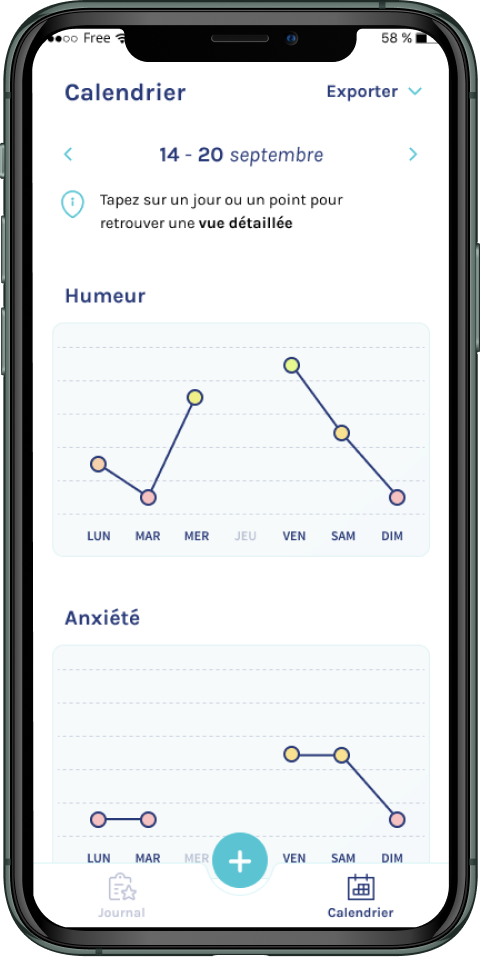 Free 58 %
Calendrier Exporter
14 - 20 septembre
Tapez sur un jour ou un point pour
retrouver une vue détaillée
Humeur
LUN MAR MER JEU VEN SAM DIM
Anxiété
LUN MAR MER VEN SAM DIM
Journal Calendrier